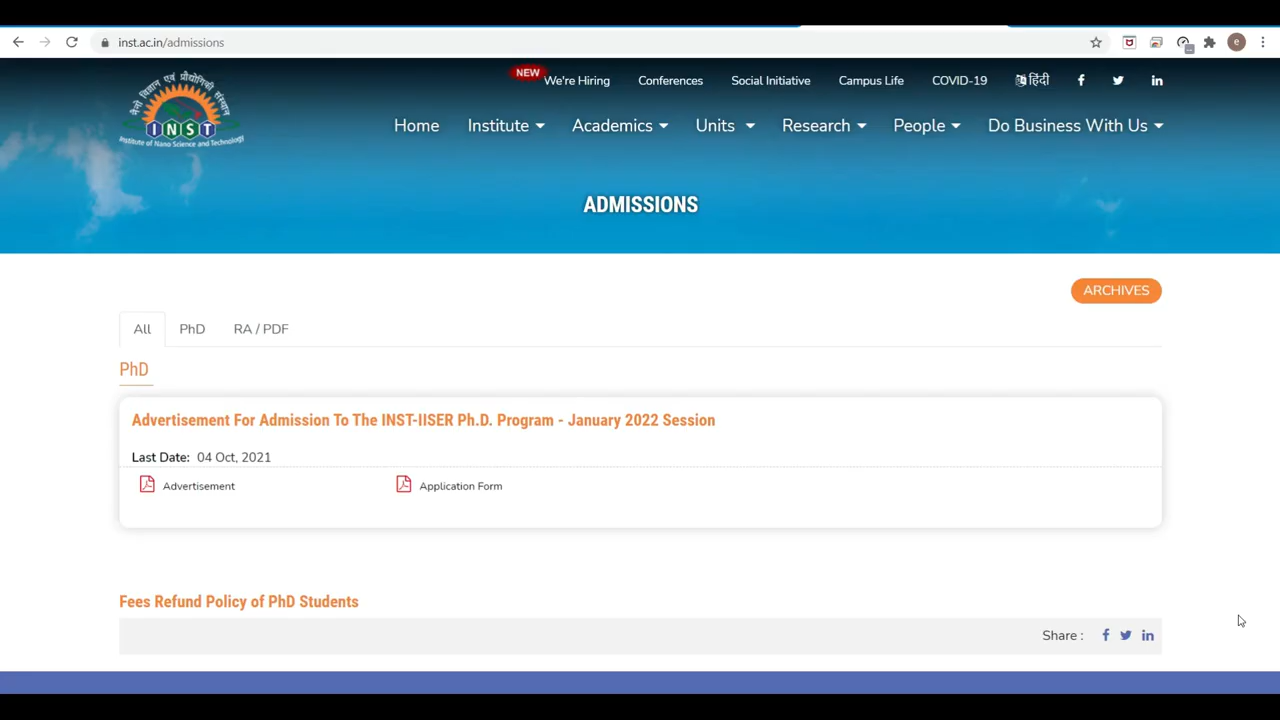 inst.ac.in/admissions
e
नैनो विज्ञान एवं प्रौद्योगिकी संस्थान
INST
Institute of Nano Science and Technology
NEW We're Hiring Conferences Social Initiative Campus Life COVID-19 हिंदी
Home Institute Academics Units Research People Do Business With Us
ADMISSIONS
ARCHIVES
All PhD RA / PDF
PhD
Advertisement For Admission To The INST-IISER Ph.D. Program - January 2022 Session
Last Date: 04 Oct, 2021
Advertisement Application Form
Fees Refund Policy of PhD Students
Share :